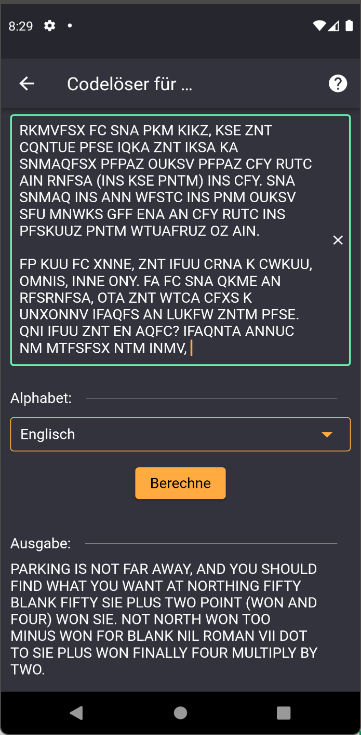 8:29
Codelöser für ...
RKMVFSX FC SNA PKM KIKZ, KSE ZNT
CQNTUE PFSE IQKA ZNT IKSA KA
SNMAQFSX PFPAZ OUKSV PFPAZ CFY RUTC
AIN RNFSA (INS KSE PNTM) INS CFY. SNA
SNMAQ INS ANN WFSTC INS PNM OUKSV
SFU MNWKS GFF ENA AN CFY RUTC INS
PFSKUUZ PNTM WTUAFRUZ OZ AIN.
FP KUU FC XNNE, ZNT IFUU CRNA K CWKUU,
OMNIS, INNE ONY. FA FC SNA QKME AN
RFSRNFSA, OTA ZNT WTCA CFXS K
UNXONNV IFAQFS AN LUKFW ZNTM PFSE.
QNI IFUU ZNT EN AQFC? IFAQNTA ANNUC
NM MTFSFSX NTM INMV,
Alphabet:
Englisch
Berechne
Ausgabe:
PARKING IS NOT FAR AWAY, AND YOU SHOULD
FIND WHAT YOU WANT AT NORTHING FIFTY
BLANK FIFTY SIE PLUS TWO POINT (WON AND
FOUR) WON SIE. NOT NORTH WON TOO
MINUS WON FOR BLANK NIL ROMAN VII DOT
TO SIE PLUS WON FINALLY FOUR MULTIPLY BY
TWO.